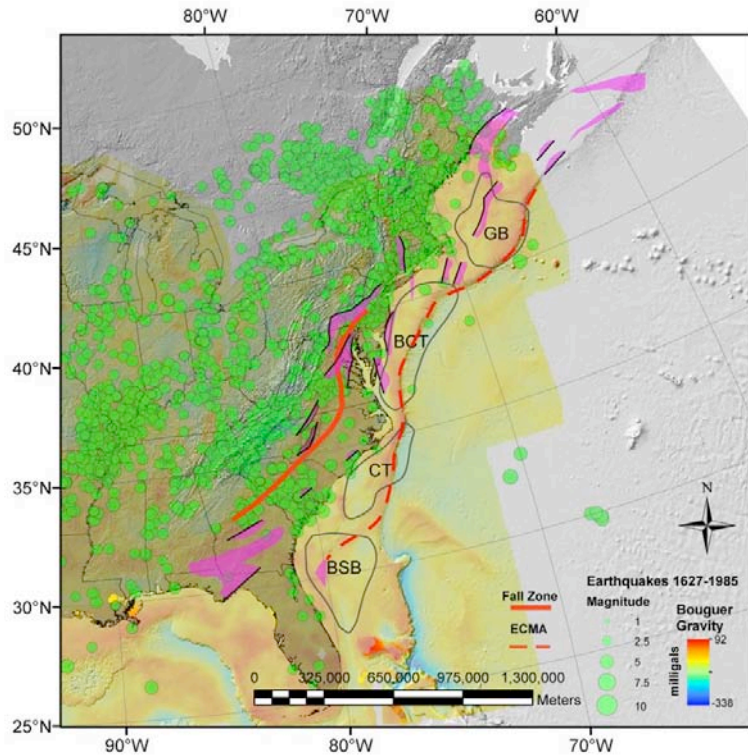 80°W
70°W
60°W
50°N
45°N
40°N
35°N
30°N
25°N
GB
BCT
CT
BSB
N
Fall Zone
ECMA
Earthquakes 1627-1985
Magnitude
1
2.5
5
7.5
10
Bouguer
Gravity
92
milligals
-338
0 325,000 650,000 975,000 1,300,000
Meters
90°W
80°W
70°W